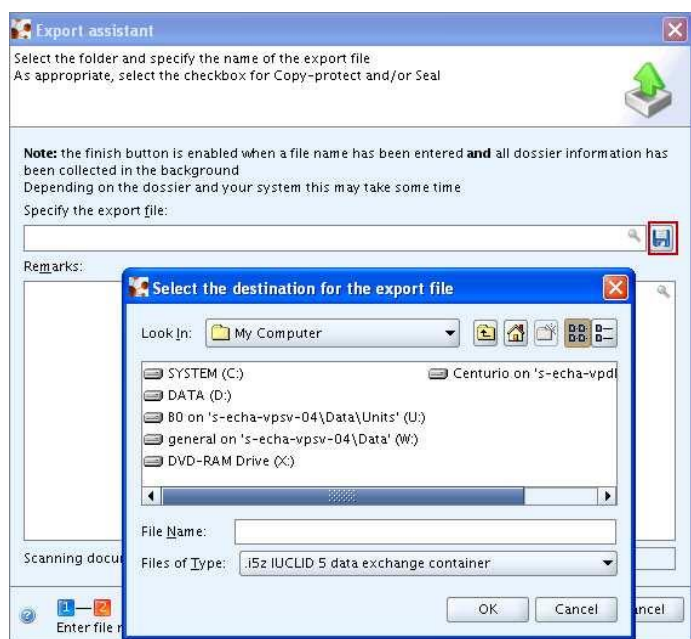 Export assistant
Select the folder and specify the name of the export file
As appropriate, select the checkbox for Copy-protect and/or Seal
Note: the finish button is enabled when a file name has been entered and all dossier information has
been collected in the background
Depending on the dossier and your system this may take some time
Specify the export file:
Remarks:
Select the destination for the export file
Look In: My Computer
SYSTEM (C:)
Centurio on 's-echa-vpdl
DATA (D:)
B0 on 's-echa-vpsv-04\Data\Units' (U:)
general on 's-echa-vpsv-04\Data' (W:)
DVD-RAM Drive (X:)
File Name:
Files of Type: .i5z IUCLID 5 data exchange container
OK Cancel
Scanning docu
1 2
Enter file
ancel